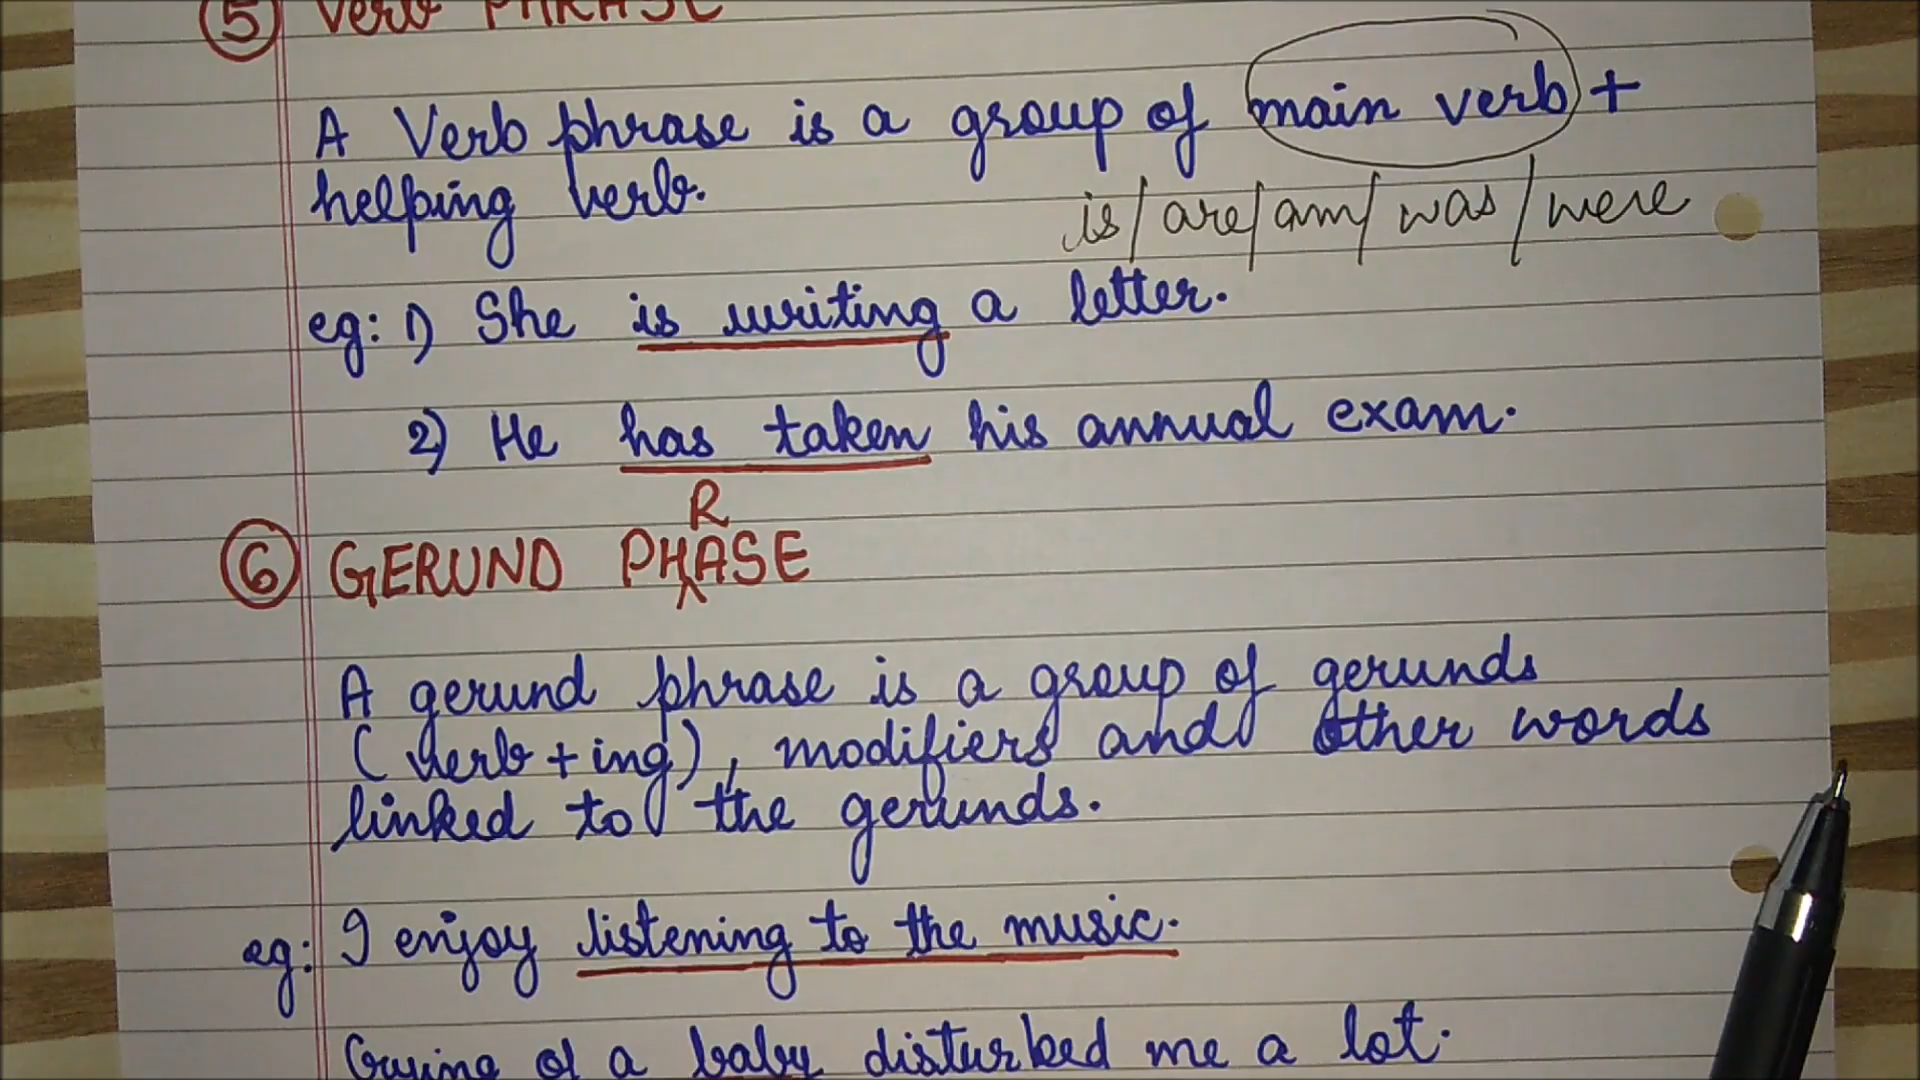 5 Verb PHRASE
A Verb phrase is a group of main verb +
helping verb.
is / are / am / was / were
eg: 1) She is writing a letter.
2) He has taken his annual exam.
R
6 GERUND PHASE
A gerund phrase is a group of gerunds
(verb + ing), modifiers and other words
linked to the gerunds.
eg: I enjoy listening to the music.
Crying of a baby disturbed me a lot.